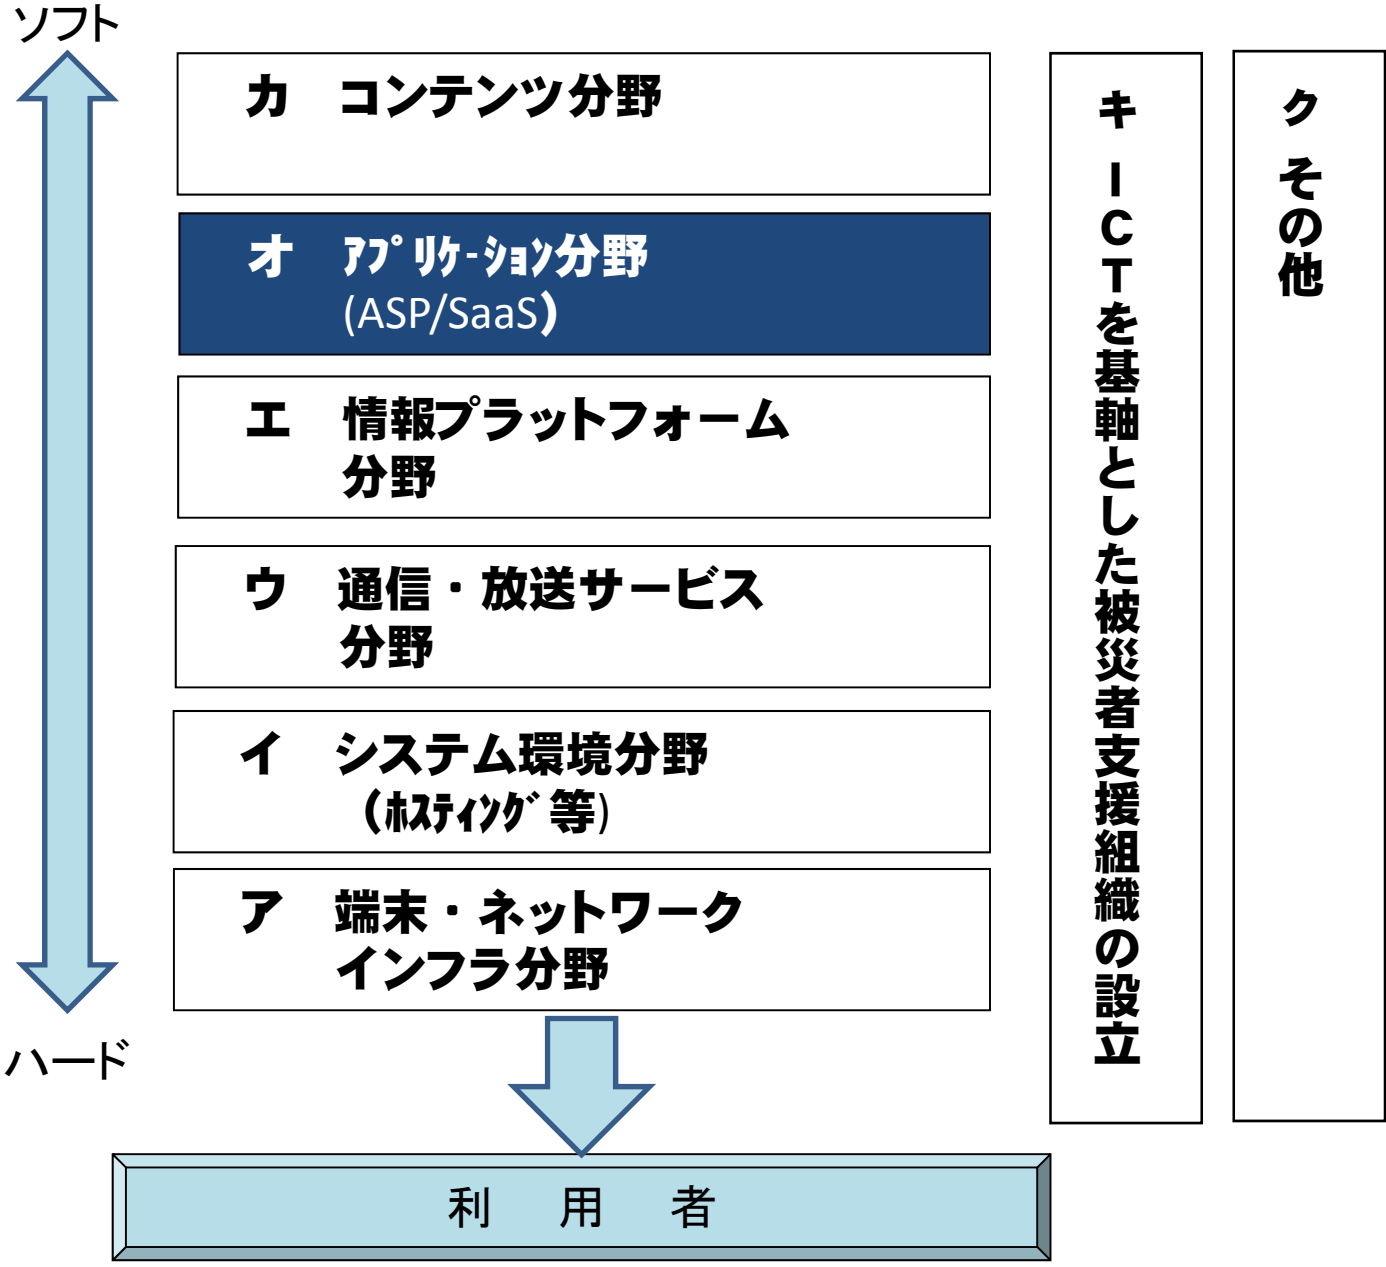 ソフト
カ　コンテンツ分野
オ　ｱﾌﾟﾘｹ-ｼｮﾝ分野
(ASP/SaaS)
エ　情報プラットフォーム
分野
ウ　通信・放送サービス
分野
イ　システム環境分野
(ﾎｽﾃｨﾝｸﾞ等)
ア　端末・ネットワーク
インフラ分野
ハード
キ　ICTを基軸とした被災者支援組織の設立
ク　その他
利　用　者